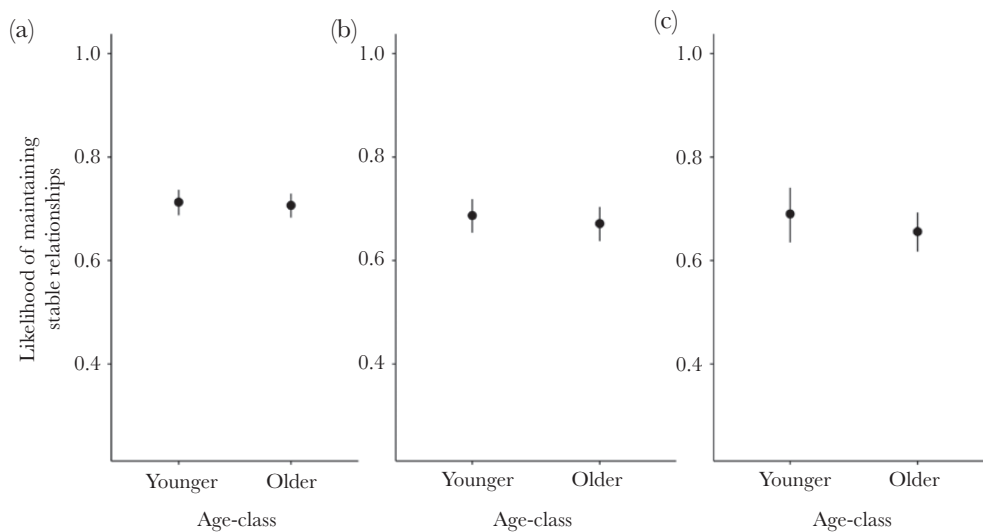 (a)
(b)
(c)
Likelihood of maintaining
stable relationships
1.0
0.8
0.6
0.4
Younger
Older
Age-class
1.0
0.8
0.6
0.4
Younger
Older
Age-class
1.0
0.8
0.6
0.4
Younger
Older
Age-class